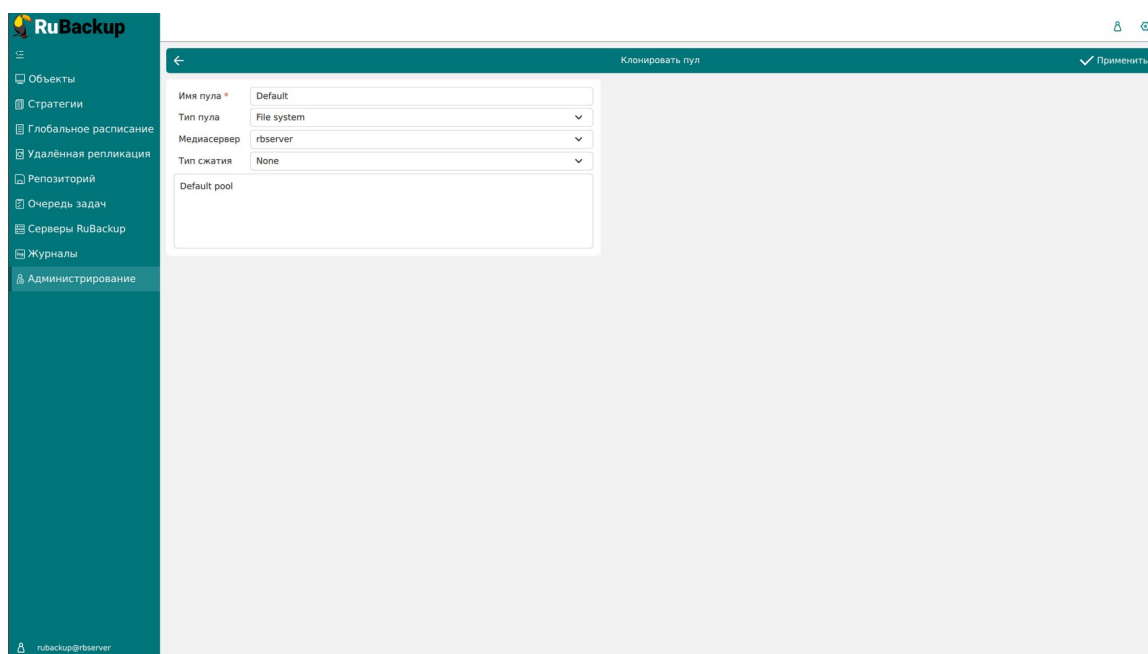 RuBackup
Объекты
Стратегии
Глобальное расписание
Удалённая репликация
Репозиторий
Очередь задач
Серверы RuBackup
Журналы
Администрирование
rubackup@rbserver
Клонировать пул
Применить
Имя пула * Default
Тип пула File system
Медиасервер rbserver
Тип сжатия None
Default pool